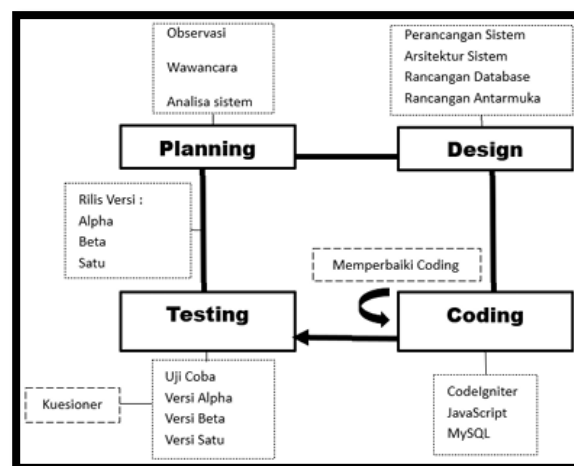 Observasi
Wawancara
Analisa sistem
Perancangan Sistem
Arsitektur Sistem
Rancangan Database
Rancangan Antarmuka
Planning
Design
Rilis Versi :
Alpha
Beta
Satu
Memperbaiki Coding
Testing
Coding
Kuesioner
Uji Coba
Versi Alpha
Versi Beta
Versi Satu
CodeIgniter
JavaScript
MySQL